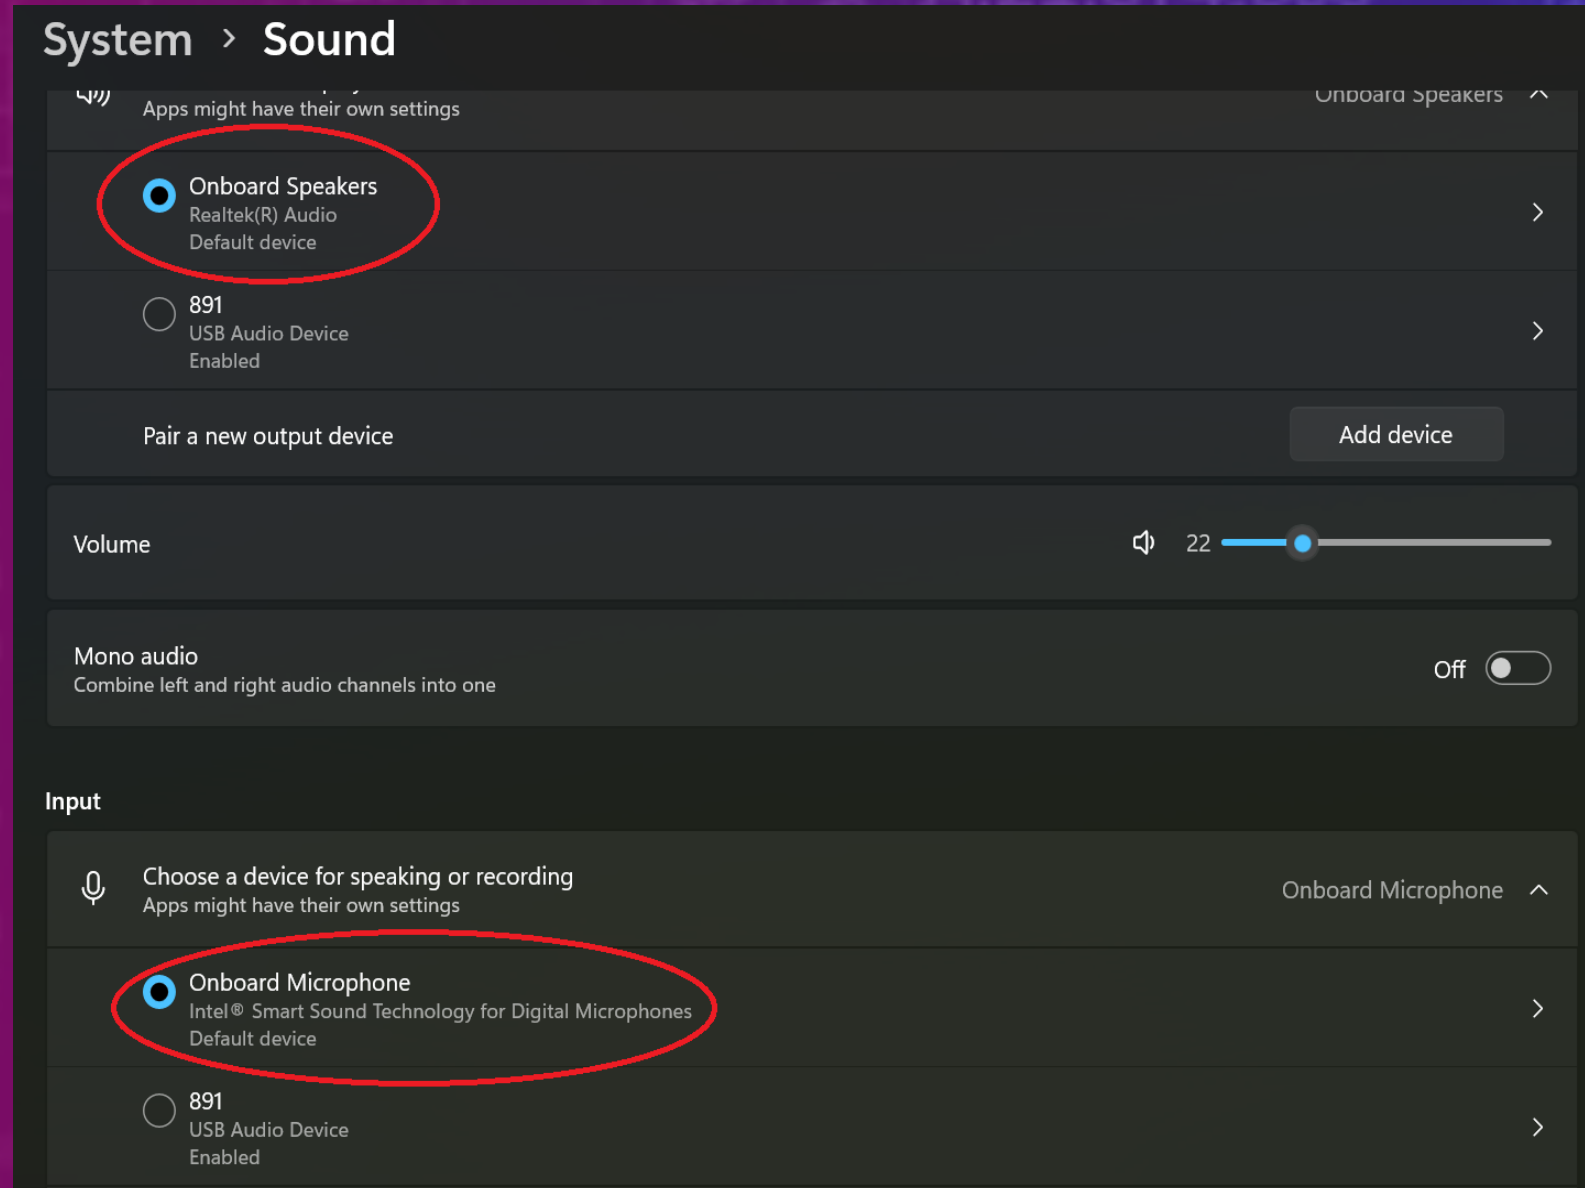 System > Sound
Apps might have their own settings
Onboard Speakers
Onboard Speakers
Realtek(R) Audio
Default device
891
USB Audio Device
Enabled
Pair a new output device
Add device
Volume
22
Mono audio
Combine left and right audio channels into one
Off
Input
Choose a device for speaking or recording
Apps might have their own settings
Onboard Microphone
Onboard Microphone
Intel® Smart Sound Technology for Digital Microphones
Default device
891
USB Audio Device
Enabled